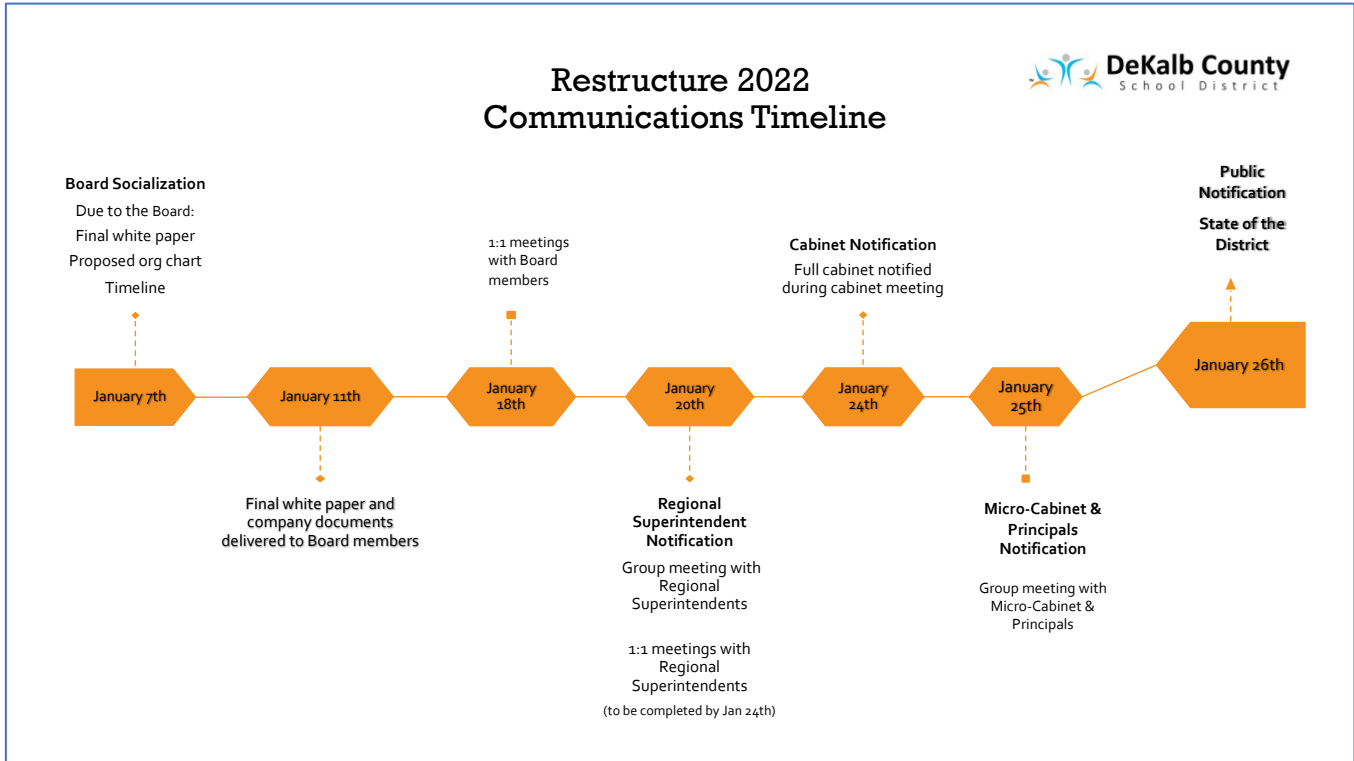 Restructure 2022
Communications Timeline
DeKalb County
School District
Board Socialization
Due to the Board:
Final white paper
Proposed org chart
Timeline
1:1 meetings
with Board
members
Cabinet Notification
Full cabinet notified
during cabinet meeting
Public
Notification
State of the
District
January 7th
January 11th
January
18th
January
20th
January
24th
January
25th
January 26th
Final white paper and
company documents
delivered to Board members
Regional
Superintendent
Notification
Group meeting with
Regional
Superintendents
1:1 meetings with
Regional
Superintendents
(to be completed by Jan 24th)
Micro-Cabinet &
Principals
Notification
Group meeting with
Micro-Cabinet &
Principals